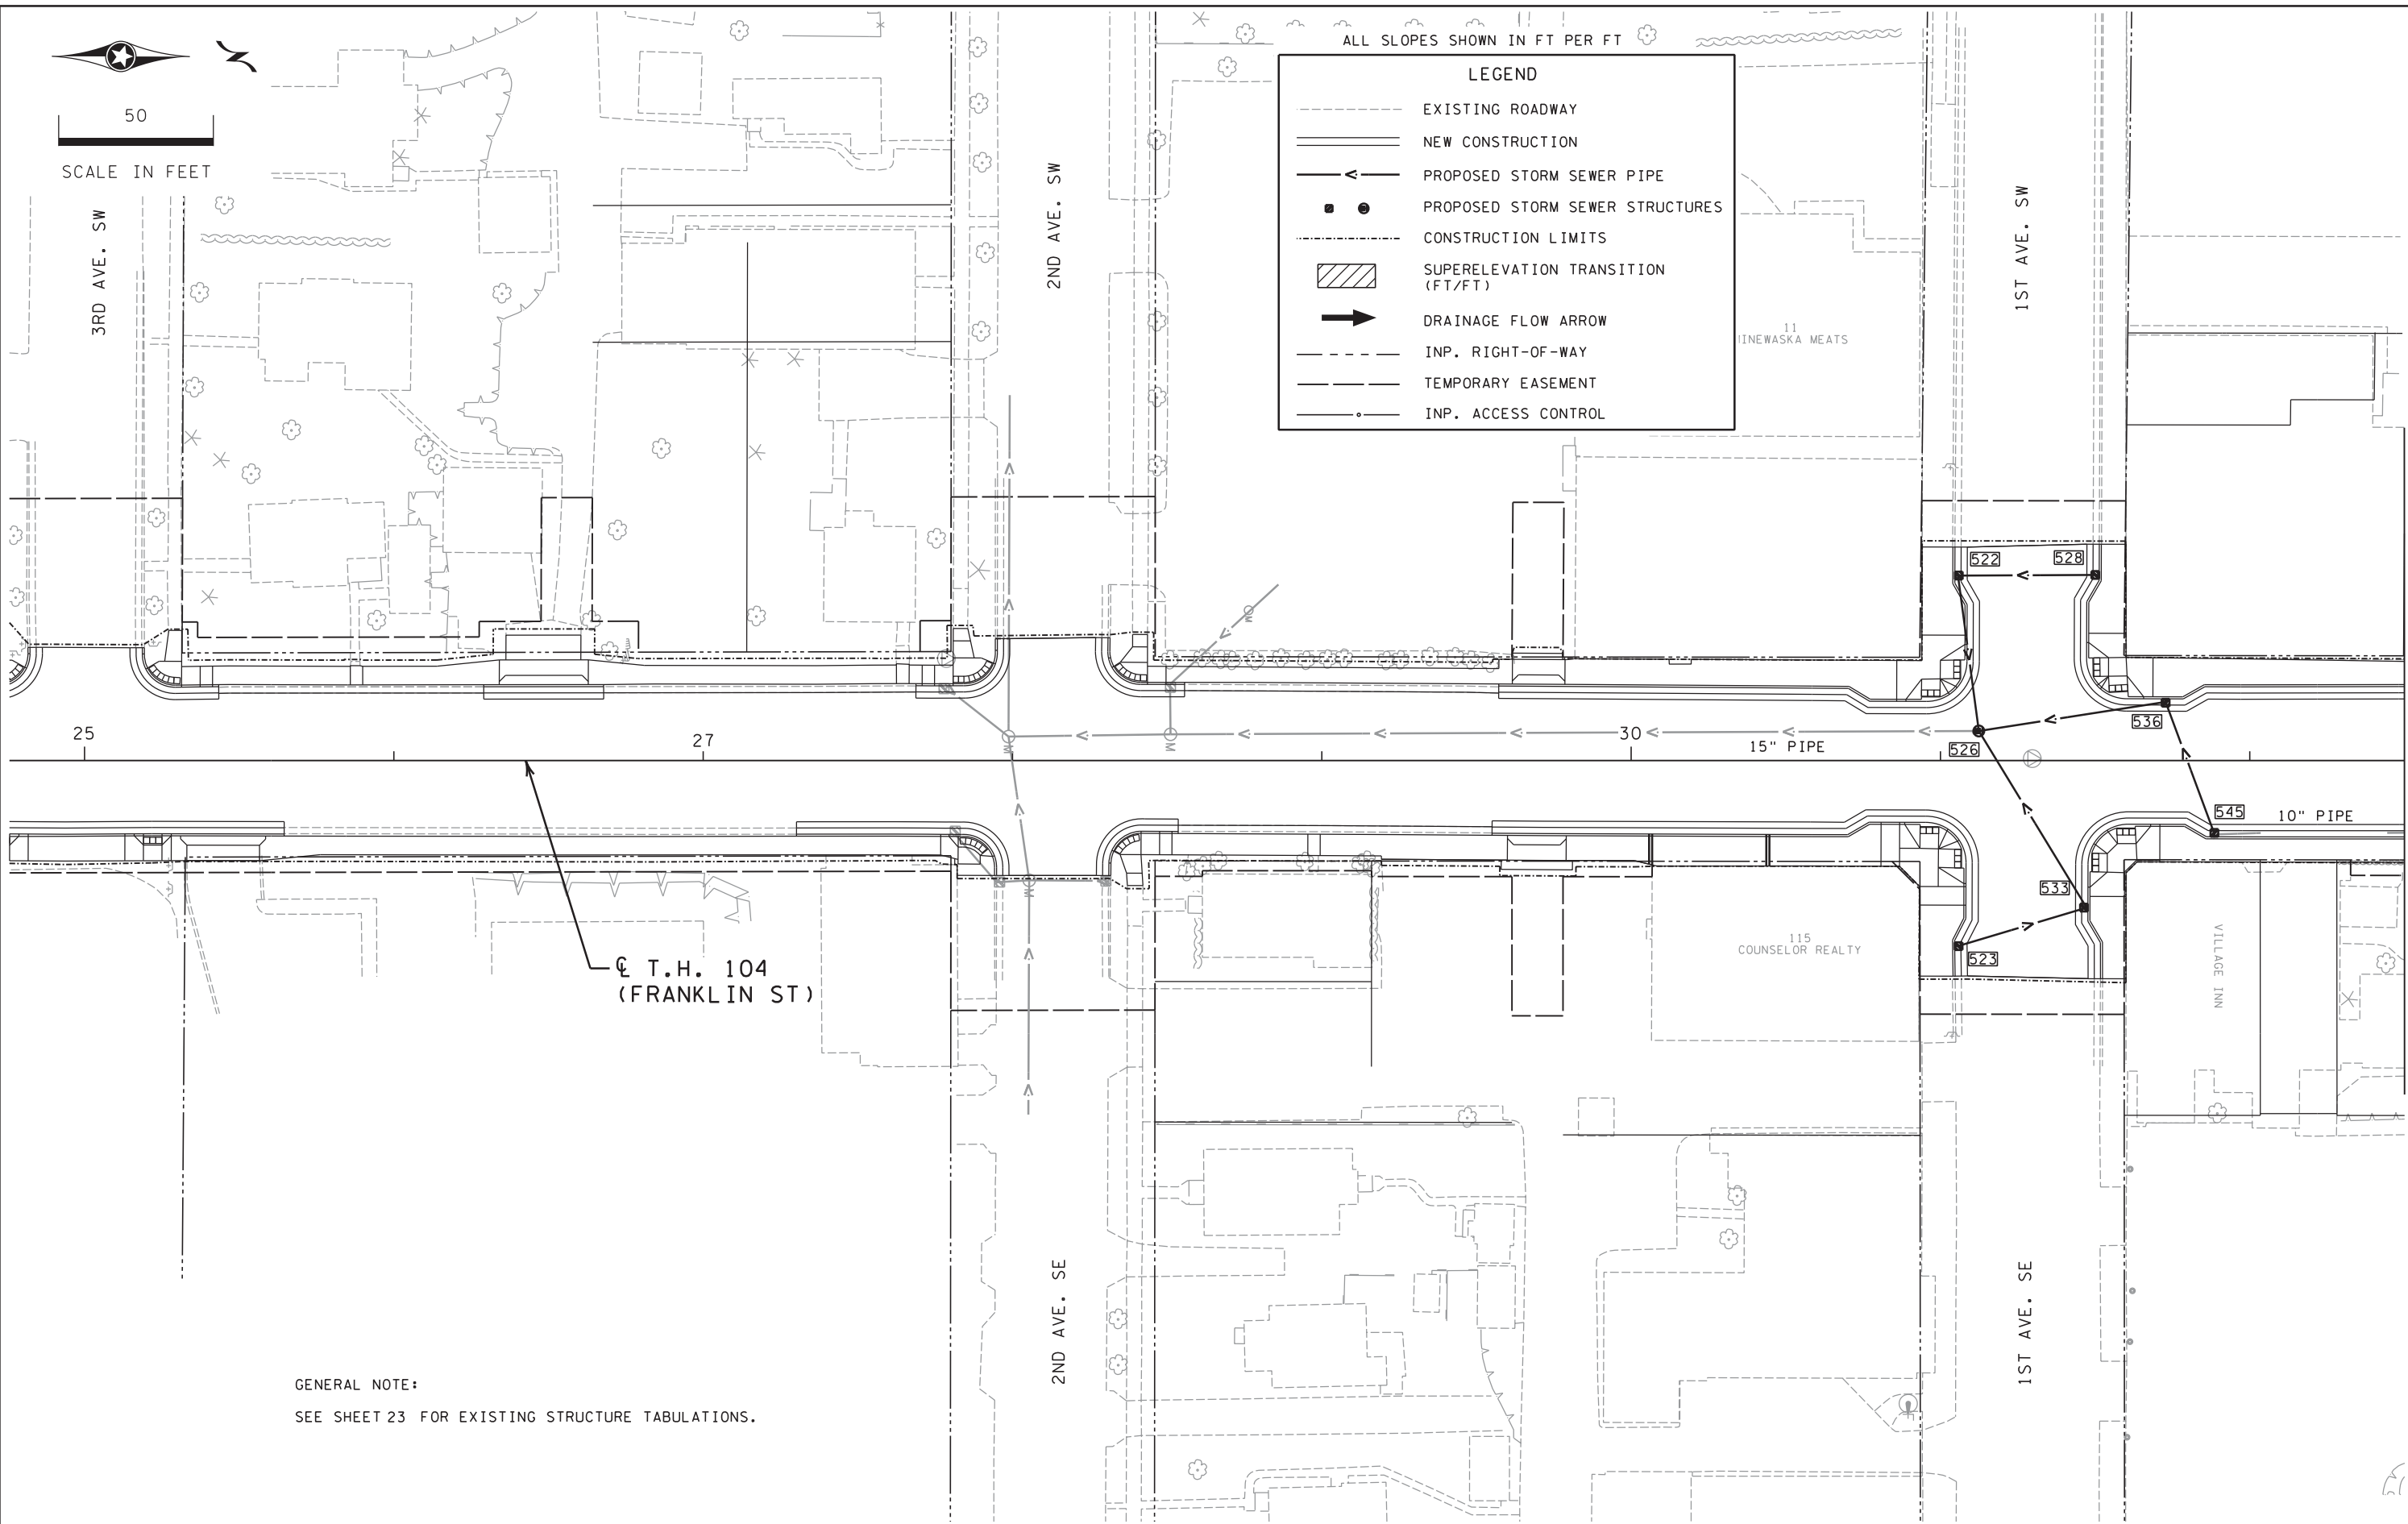 ALL SLOPES SHOWN IN FT PER FT
LEGEND
EXISTING ROADWAY
NEW CONSTRUCTION
PROPOSED STORM SEWER PIPE
PROPOSED STORM SEWER STRUCTURES
CONSTRUCTION LIMITS
SUPERELEVATION TRANSITION
(FT/FT)
DRAINAGE FLOW ARROW
INP. RIGHT-OF-WAY
TEMPORARY EASEMENT
INP. ACCESS CONTROL
N
50
SCALE IN FEET
3RD AVE. SW
2ND AVE. SW
1ST AVE. SW
11
INEWASKA MEATS
522
528
536
526
25
27
30
15" PIPE
545
10" PIPE
533
523
℄ T.H. 104
(FRANKLIN ST)
115
COUNSELOR REALTY
VILLAGE INN
2ND AVE. SE
1ST AVE. SE
M
M
M
M
GENERAL NOTE:
SEE SHEET 23 FOR EXISTING STRUCTURE TABULATIONS.